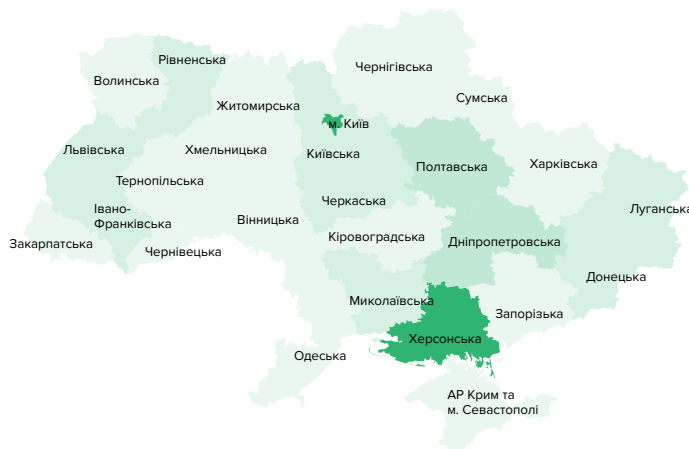 Рівненська
Волинська
Чернігівська
Житомирська
Сумська
м. Київ
Львівська
Хмельницька
Київська
Полтавська
Харківська
Тернопільська
Черкаська
Івано-
Франківська
Луганська
Вінницька
Кіровоградська
Дніпропетровська
Закарпатська
Чернівецька
Донецька
Миколаївська
Запорізька
Херсонська
Одеська
АР Крим та
м. Севастополі